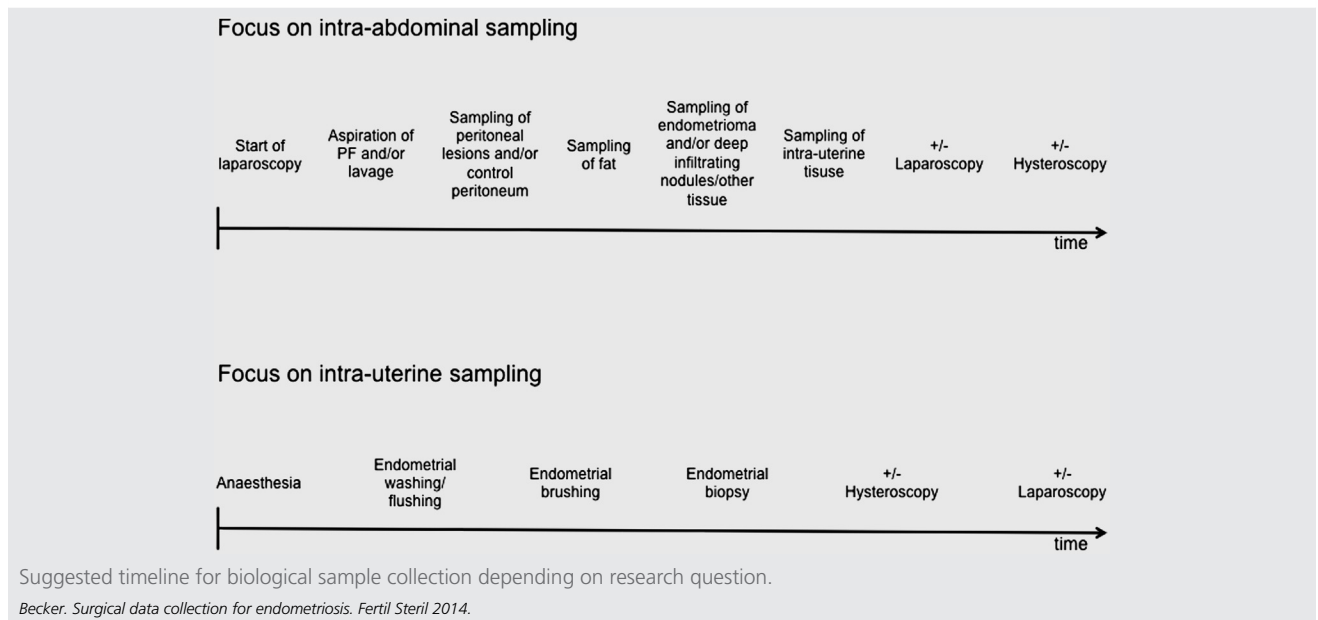 Focus on intra-abdominal sampling
Start of
laparoscopy
Aspiration of
PF and/or
lavage
Sampling of
peritoneal
lesions and/or
control
peritoneum
Sampling
of fat
Sampling of
endometrioma
and/or deep
infiltrating
nodules/other
tissue
Sampling of
intra-uterine
tisuse
+/-
Laparoscopy
+/-
Hysteroscopy
time
Focus on intra-uterine sampling
Anaesthesia
Endometrial
washing/
flushing
Endometrial
brushing
Endometrial
biopsy
+/-
Hysteroscopy
+/-
Laparoscopy
time
Suggested timeline for biological sample collection depending on research question.
Becker. Surgical data collection for endometriosis. Fertil Steril 2014.